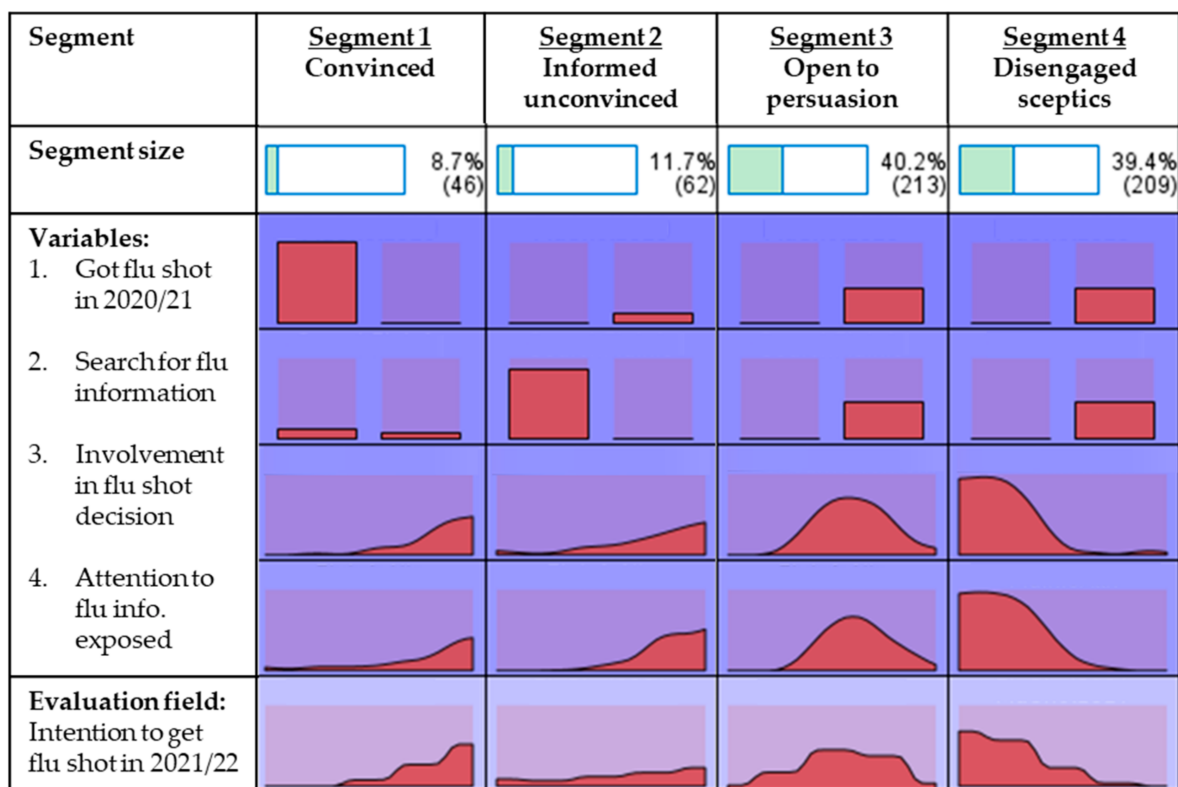 Segment
Segment 1
Convinced
Segment 2
Informed
unconvinced
Segment 3
Open to
persuasion
Segment 4
Disengaged
sceptics
Segment size
8.7%
(46)
11.7%
(62)
40.2%
(213)
39.4%
(209)
Variables:
1. Got flu shot
in 2020/21
2. Search for flu
information
3. Involvement
in flu shot
decision
4. Attention to
flu info.
exposed
Evaluation field:
Intention to get
flu shot in 2021/22